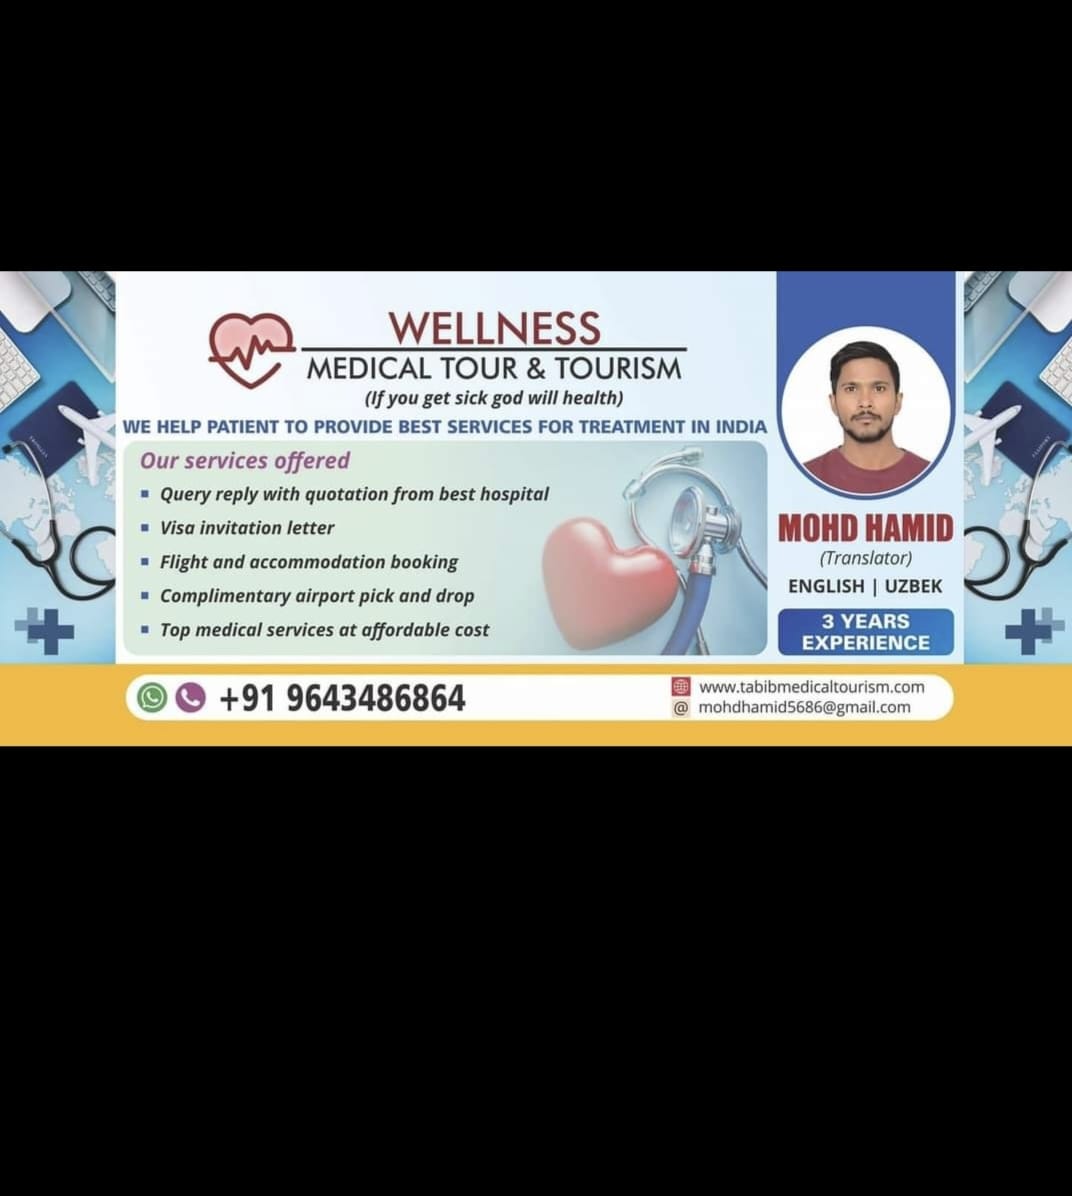 WELLNESS
MEDICAL TOUR & TOURISM
(If you get sick god will health)
WE HELP PATIENT TO PROVIDE BEST SERVICES FOR TREATMENT IN INDIA
Our services offered
▪ Query reply with quotation from best hospital
▪ Visa invitation letter
▪ Flight and accommodation booking
▪ Complimentary airport pick and drop
▪ Top medical services at affordable cost
MOHD HAMID
(Translator)
ENGLISH | UZBEK
3 YEARS
EXPERIENCE
+91 9643486864
www.tabibmedicaltourism.com
@ mohdhamid5686@gmail.com